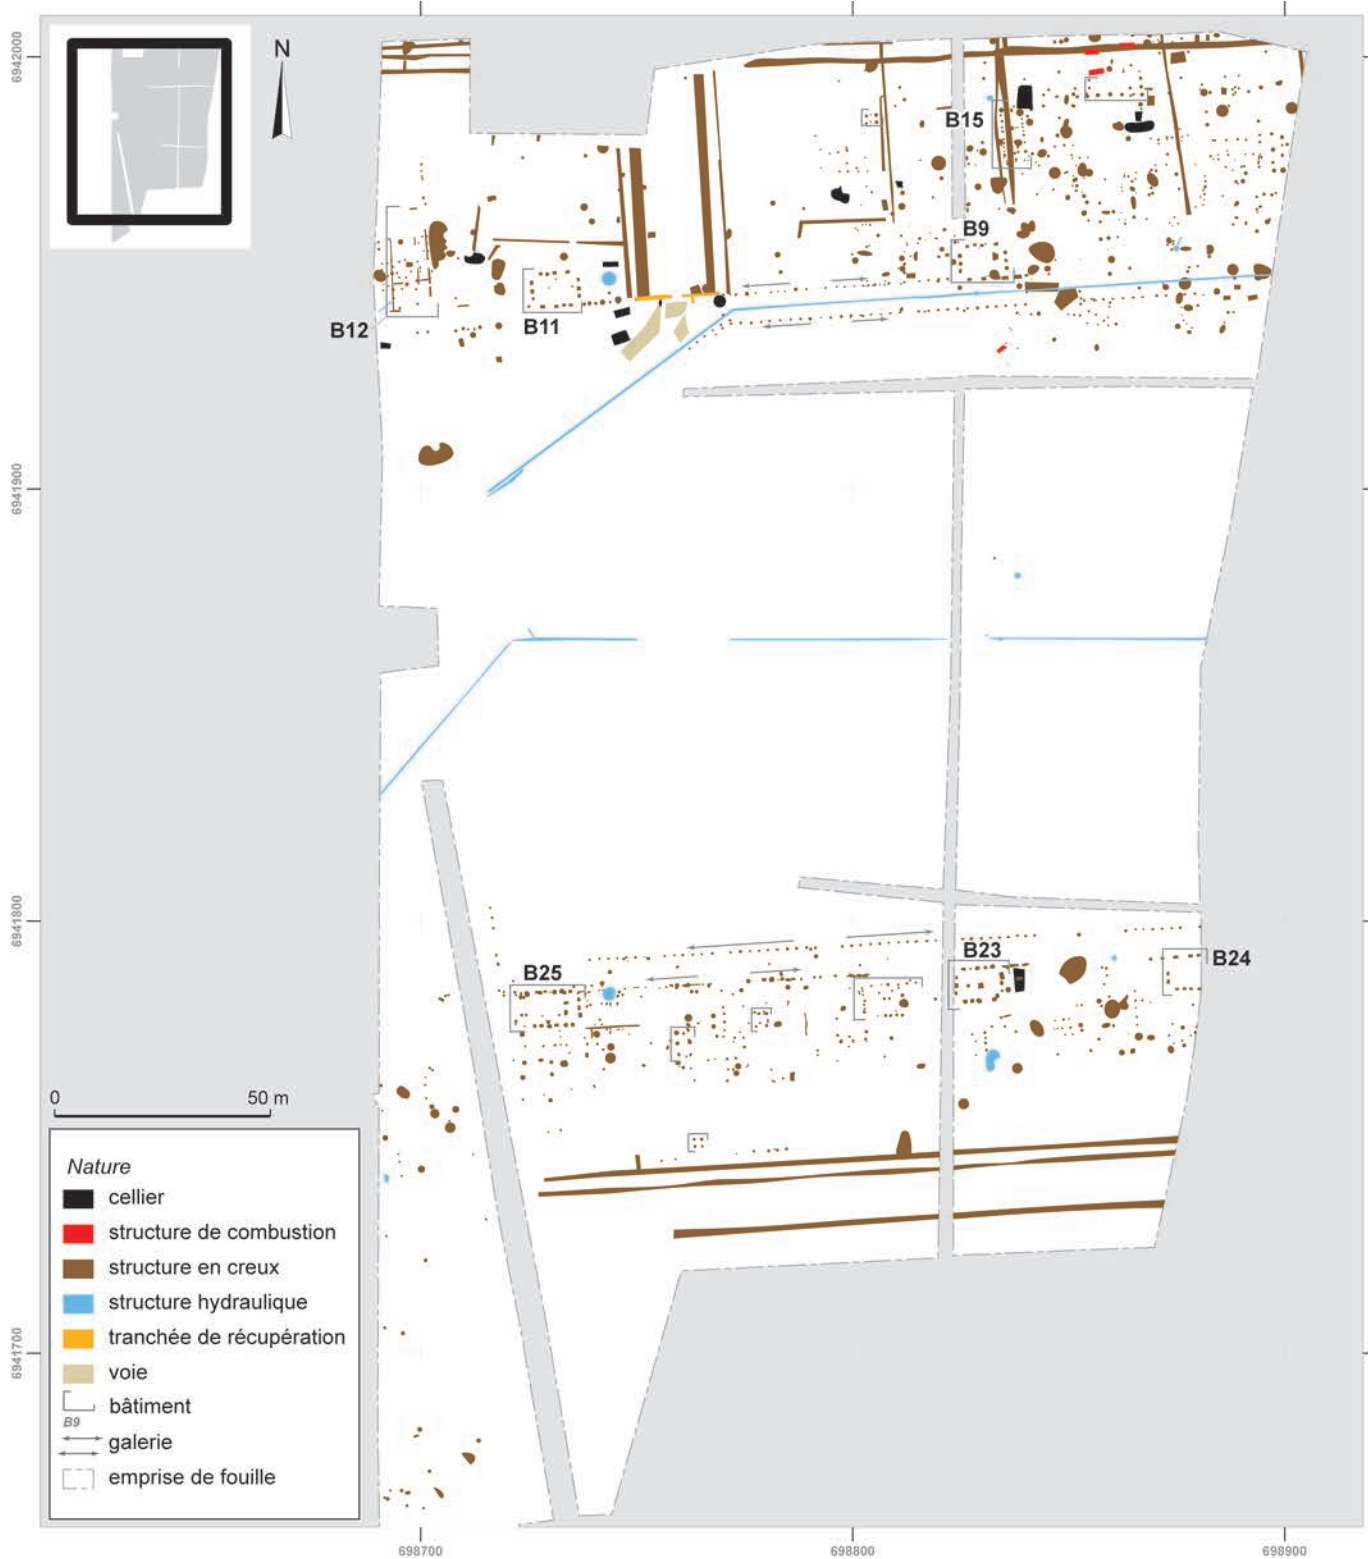 N
6942000
B15
B9
B12
B11
6941900
6941800
B25
B23
B24
0
50 m
Nature
cellier
structure de combustion
structure en creux
structure hydraulique
tranchée de récupération
voie
bâtiment
B9
galerie
emprise de fouille
6941700
698700
698800
698900